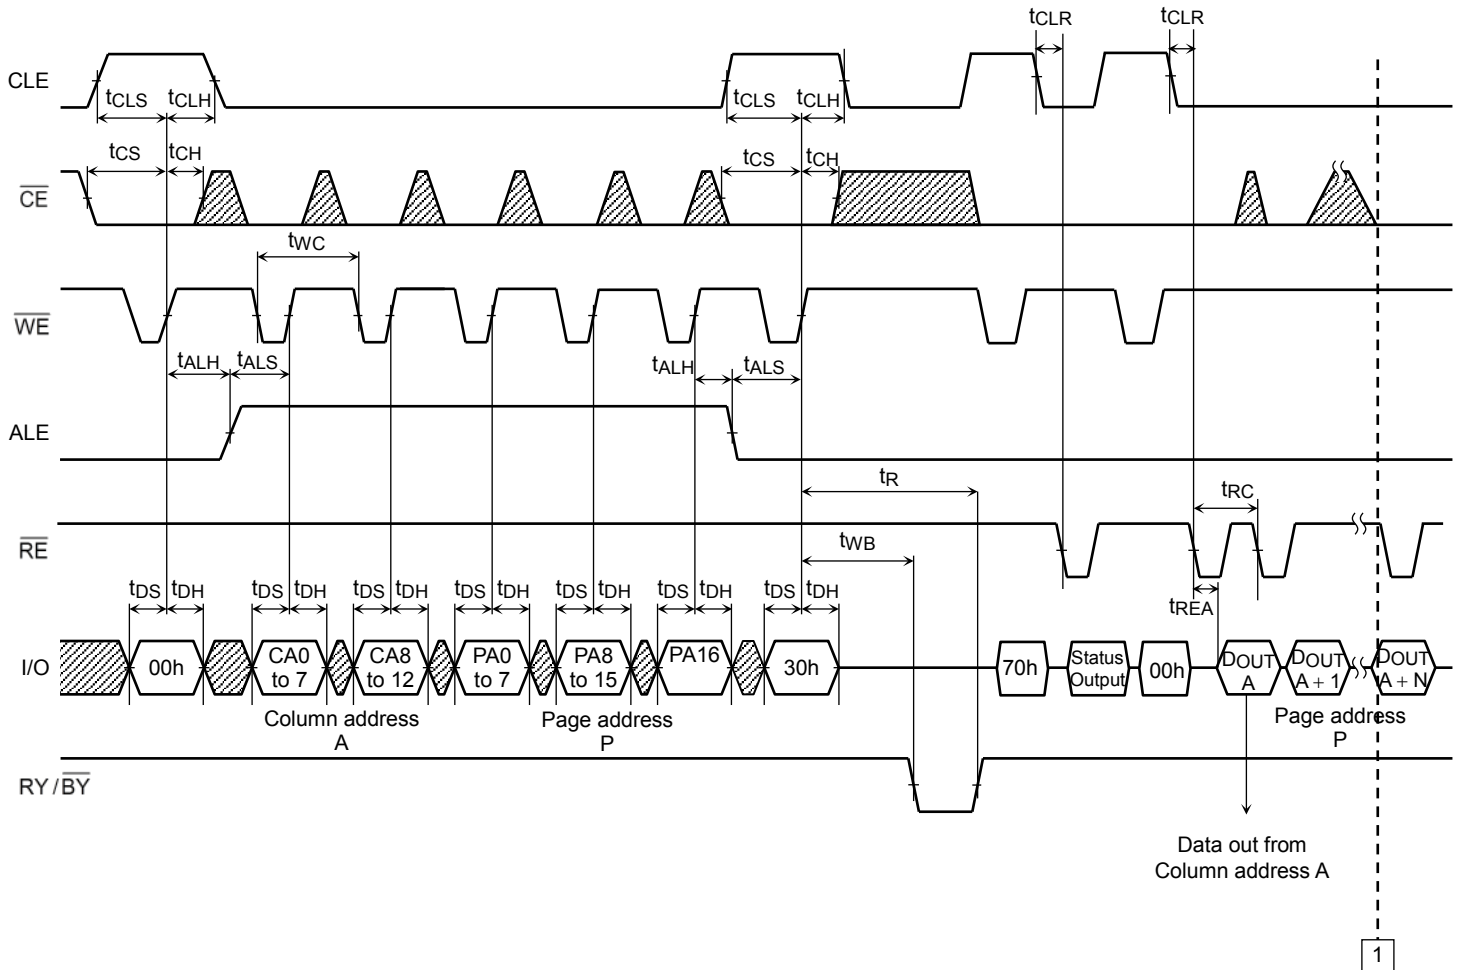 tCLR tCLR
CLE
tCLS tCLH tCLS tCLH
tCS tCH tCS tCH
CE
tWC
WE
tALH tALS tALH tALS
ALE
tR
tRC
RE
tWB
tDS tDH tDS tDH tDS tDH tDS tDH tDS tDH tDS tDH tDS tDH
tREA
I/O
00h
CA0
to 7
CA8
to 12
PA0
to 7
PA8
to 15
PA16
30h
70h
Status
Output
00h
DOUT
A
DOUT
A + 1
DOUT
A + N
Column address
A
Page address
P
Page address
P
RY/BY
Data out from
Column address A
1